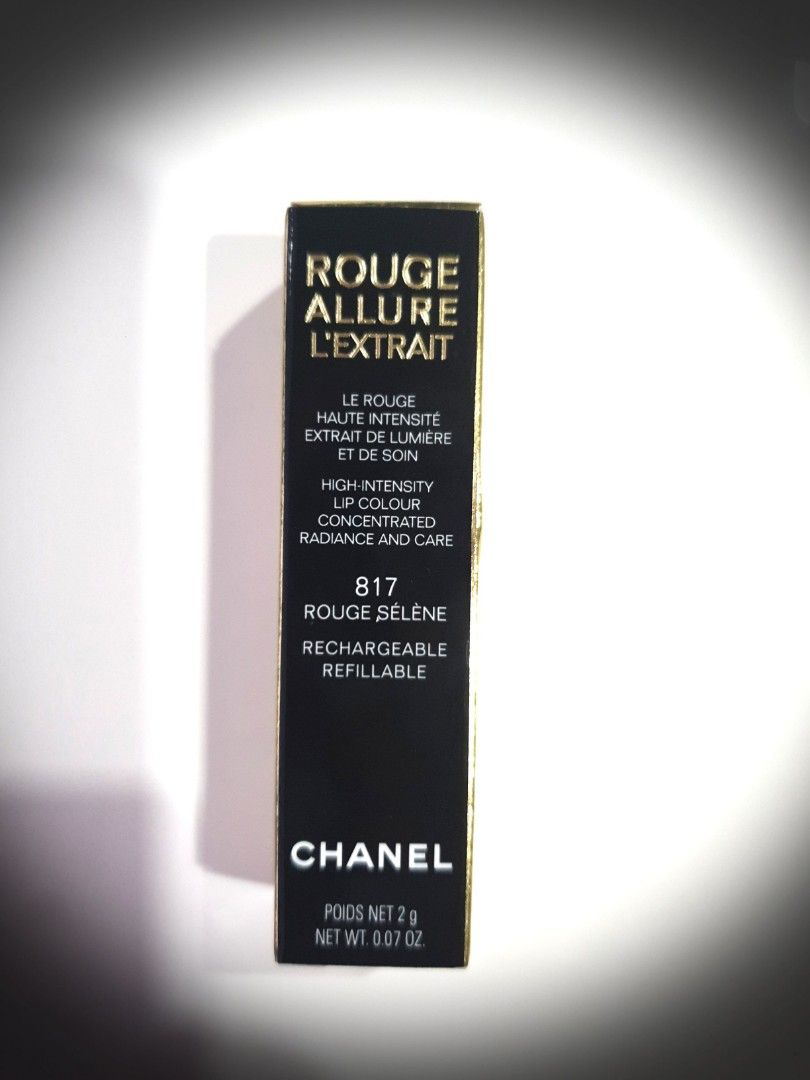 ROUGE
ALLURE
L'EXTRAIT
LE ROUGE
HAUTE INTENSITÉ
EXTRAIT DE LUMIÈRE
ET DE SOIN
HIGH-INTENSITY
LIP COLOUR
CONCENTRATED
RADIANCE AND CARE
817
ROUGE SÉLÈNE
RECHARGEABLE
REFILLABLE
CHANEL
POIDS NET 2 g
NET WT. 0.07 OZ.